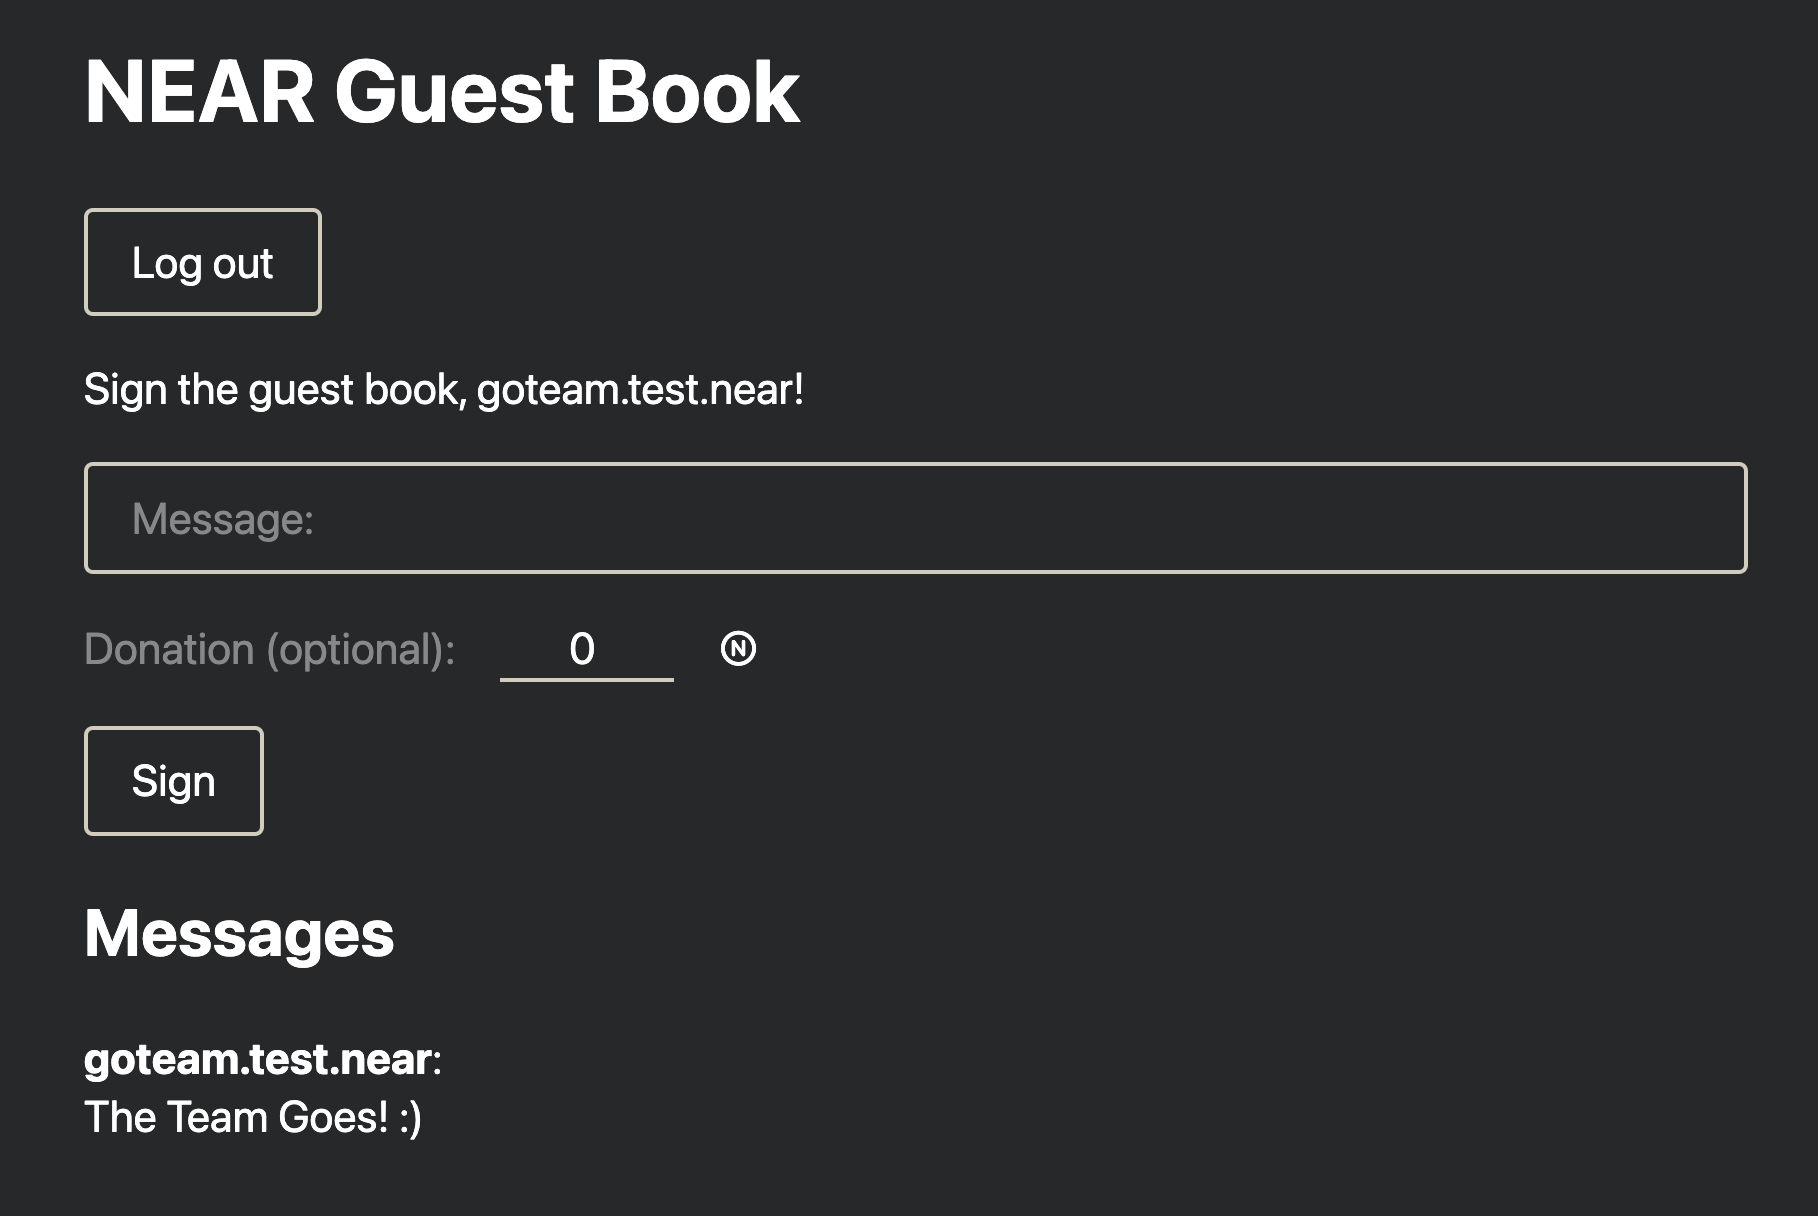 NEAR Guest Book
Log out
Sign the guest book, goteam.test.near!
Message:
Donation (optional): 0 Ⓝ
Sign
Messages
goteam.test.near:
The Team Goes! :)